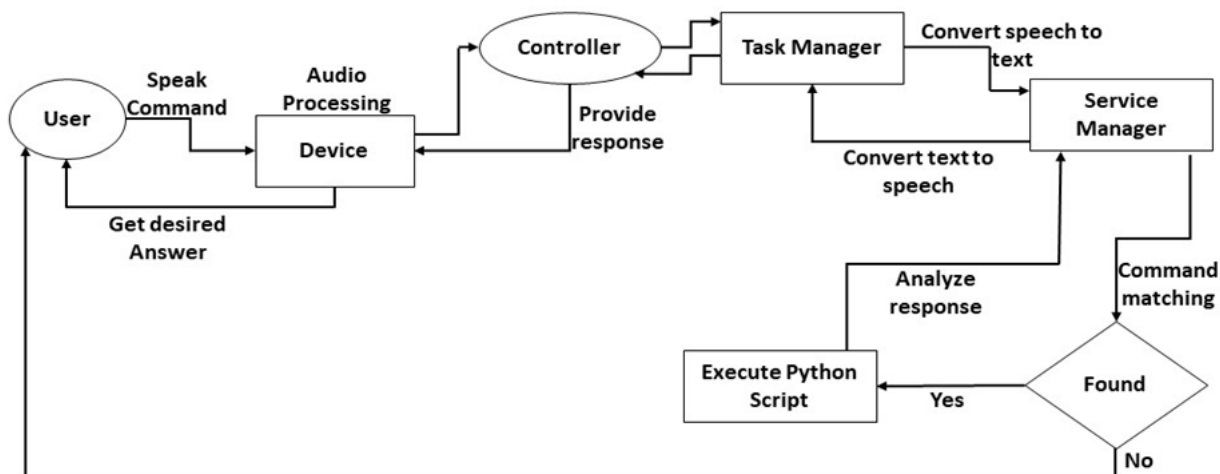 Controller
Task Manager
Convert speech to
text
Speak
Command
Audio
Processing
User
Device
Provide
response
Service
Manager
Convert text to
speech
Get desired
Answer
Analyze
response
Command
matching
Execute Python
Script
Yes
Found
No